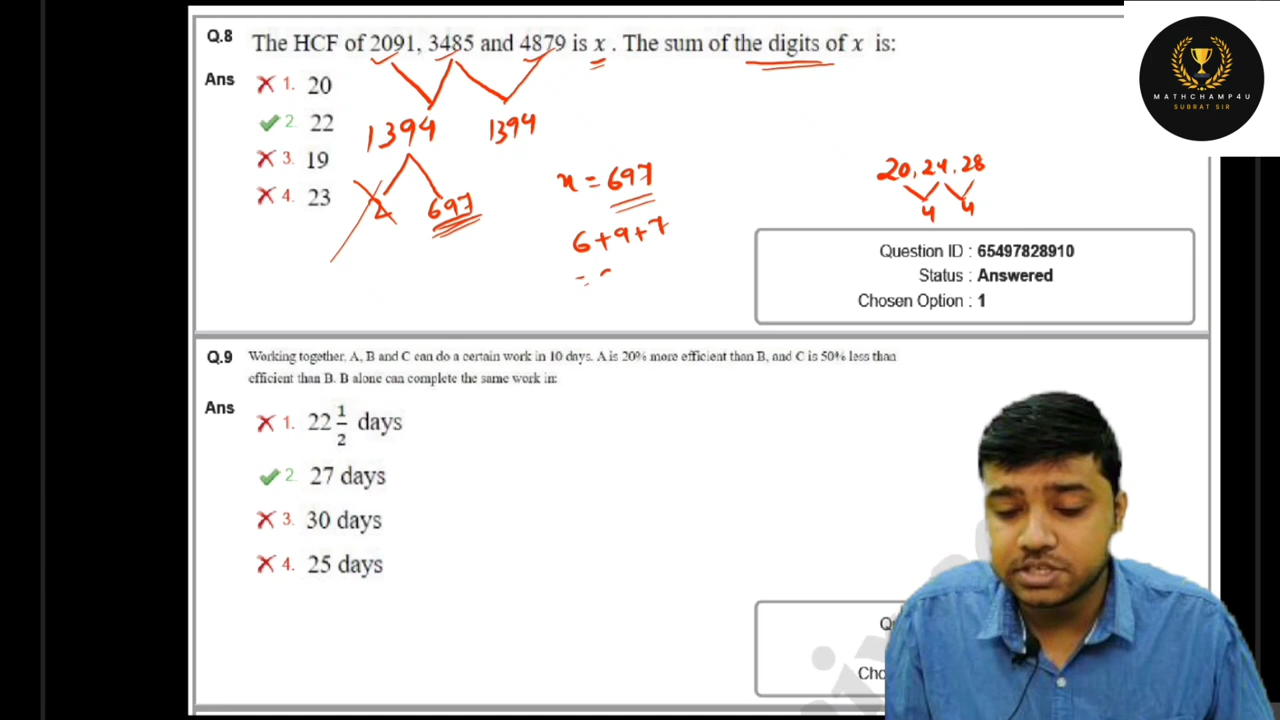 Q.8 The HCF of 2091, 3485 and 4879 is x . The sum of the digits of x is:
Ans
1. 20
2. 22
3. 19
4. 23
1394
1394
2
697
x = 697
6+9+7
=
20, 24, 28
4 4
Question ID : 65497828910
Status : Answered
Chosen Option : 1
MATHCHAMP4U
SUBRAT SIR
Q.9 Working together, A, B and C can do a certain work in 10 days. A is 20% more efficient than B, and C is 50% less than
efficient than B. B alone can complete the same work in:
Ans
1. 22 1/2 days
2. 27 days
3. 30 days
4. 25 days